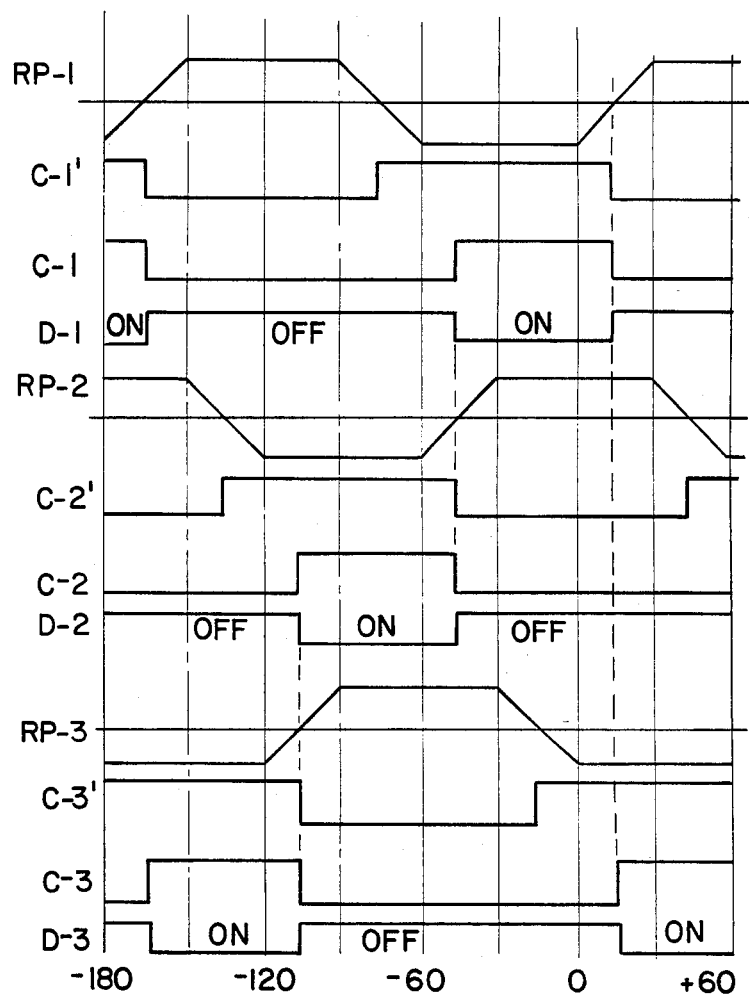 RP-1
C-1'
C-1
D-1 ON OFF ON
RP-2
C-2'
C-2
D-2 OFF ON OFF
RP-3
C-3'
C-3
D-3 ON OFF ON
-180 -120 -60 0 +60